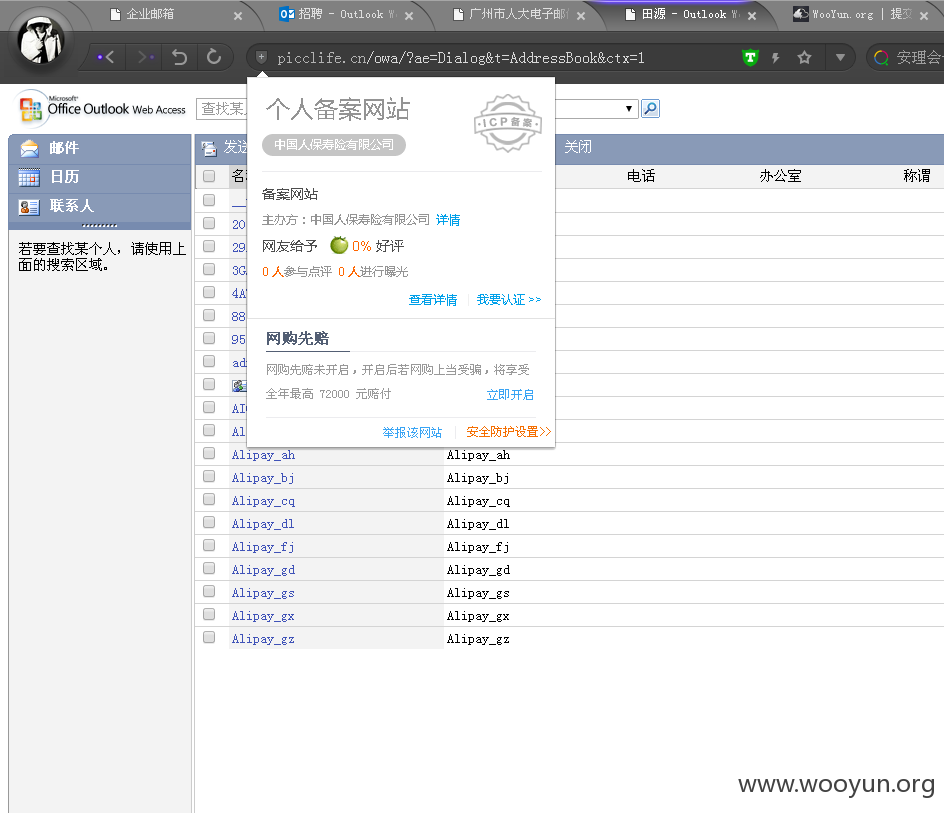 企业邮箱
招聘 - Outlook W
广州市人大电子邮
田源 - Outlook W
WooYun.org | 提交
picclife.cn/owa/?ae=Dialog&t=AddressBook&ctx=1
安理会
Microsoft
Office Outlook Web Access
查找某
邮件
日历
联系人
若要查找某个人，请使用上
面的搜索区域。
发送
关闭
电话
办公室
称谓
个人备案网站
中国人保寿险有限公司
ICP备案
备案网站
主办方：中国人保寿险有限公司 详情
网友给予 0% 好评
0 人参与点评 0 人进行曝光
查看详情 我要认证 >>
网购先赔
网购先赔未开启，开启后若网购上当受骗，将享受
全年最高 72000 元赔付
立即开启
举报该网站 安全防护设置>>
20
29
3G
4A
88
95
ad
Al
Alipay_ah Alipay_ah
Alipay_bj Alipay_bj
Alipay_cq Alipay_cq
Alipay_dl Alipay_dl
Alipay_fj Alipay_fj
Alipay_gd Alipay_gd
Alipay_gs Alipay_gs
Alipay_gx Alipay_gx
Alipay_gz Alipay_gz
www.wooyun.org